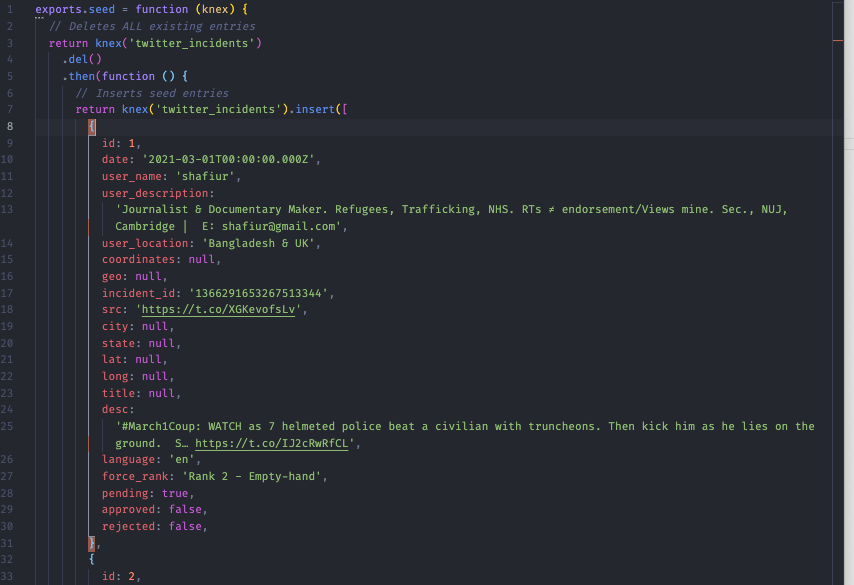 1 exports.seed = function (knex) {
2 // Deletes ALL existing entries
3 return knex('twitter_incidents')
4 .del()
5 .then(function () {
6 // Inserts seed entries
7 return knex('twitter_incidents').insert([
8 {
9 id: 1,
10 date: '2021-03-01T00:00:00.000Z',
11 user_name: 'shafiur',
12 user_description:
13 'Journalist & Documentary Maker. Refugees, Trafficking, NHS. RTs ≠ endorsement/Views mine. Sec., NUJ,
Cambridge | E: shafiur@gmail.com',
14 user_location: 'Bangladesh & UK',
15 coordinates: null,
16 geo: null,
17 incident_id: '1366291653267513344',
18 src: 'https://t.co/XGKevofsLv',
19 city: null,
20 state: null,
21 lat: null,
22 long: null,
23 title: null,
24 desc:
25 '#March1Coup: WATCH as 7 helmeted police beat a civilian with truncheons. Then kick him as he lies on the
ground. S… https://t.co/IJ2cRwRfCL',
26 language: 'en',
27 force_rank: 'Rank 2 - Empty-hand',
28 pending: true,
29 approved: false,
30 rejected: false,
31 },
32 {
33 id: 2,